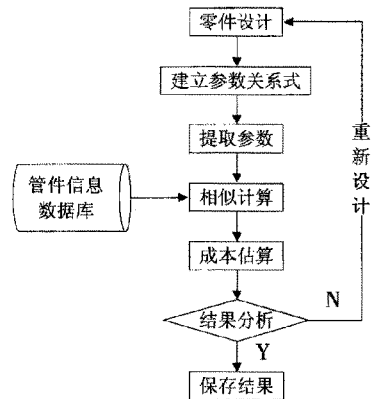 零件设计
建立参数关系式
提取参数
管件信息
数据库
相似计算
成本估算
结果分析
N
重新设计
Y
保存结果